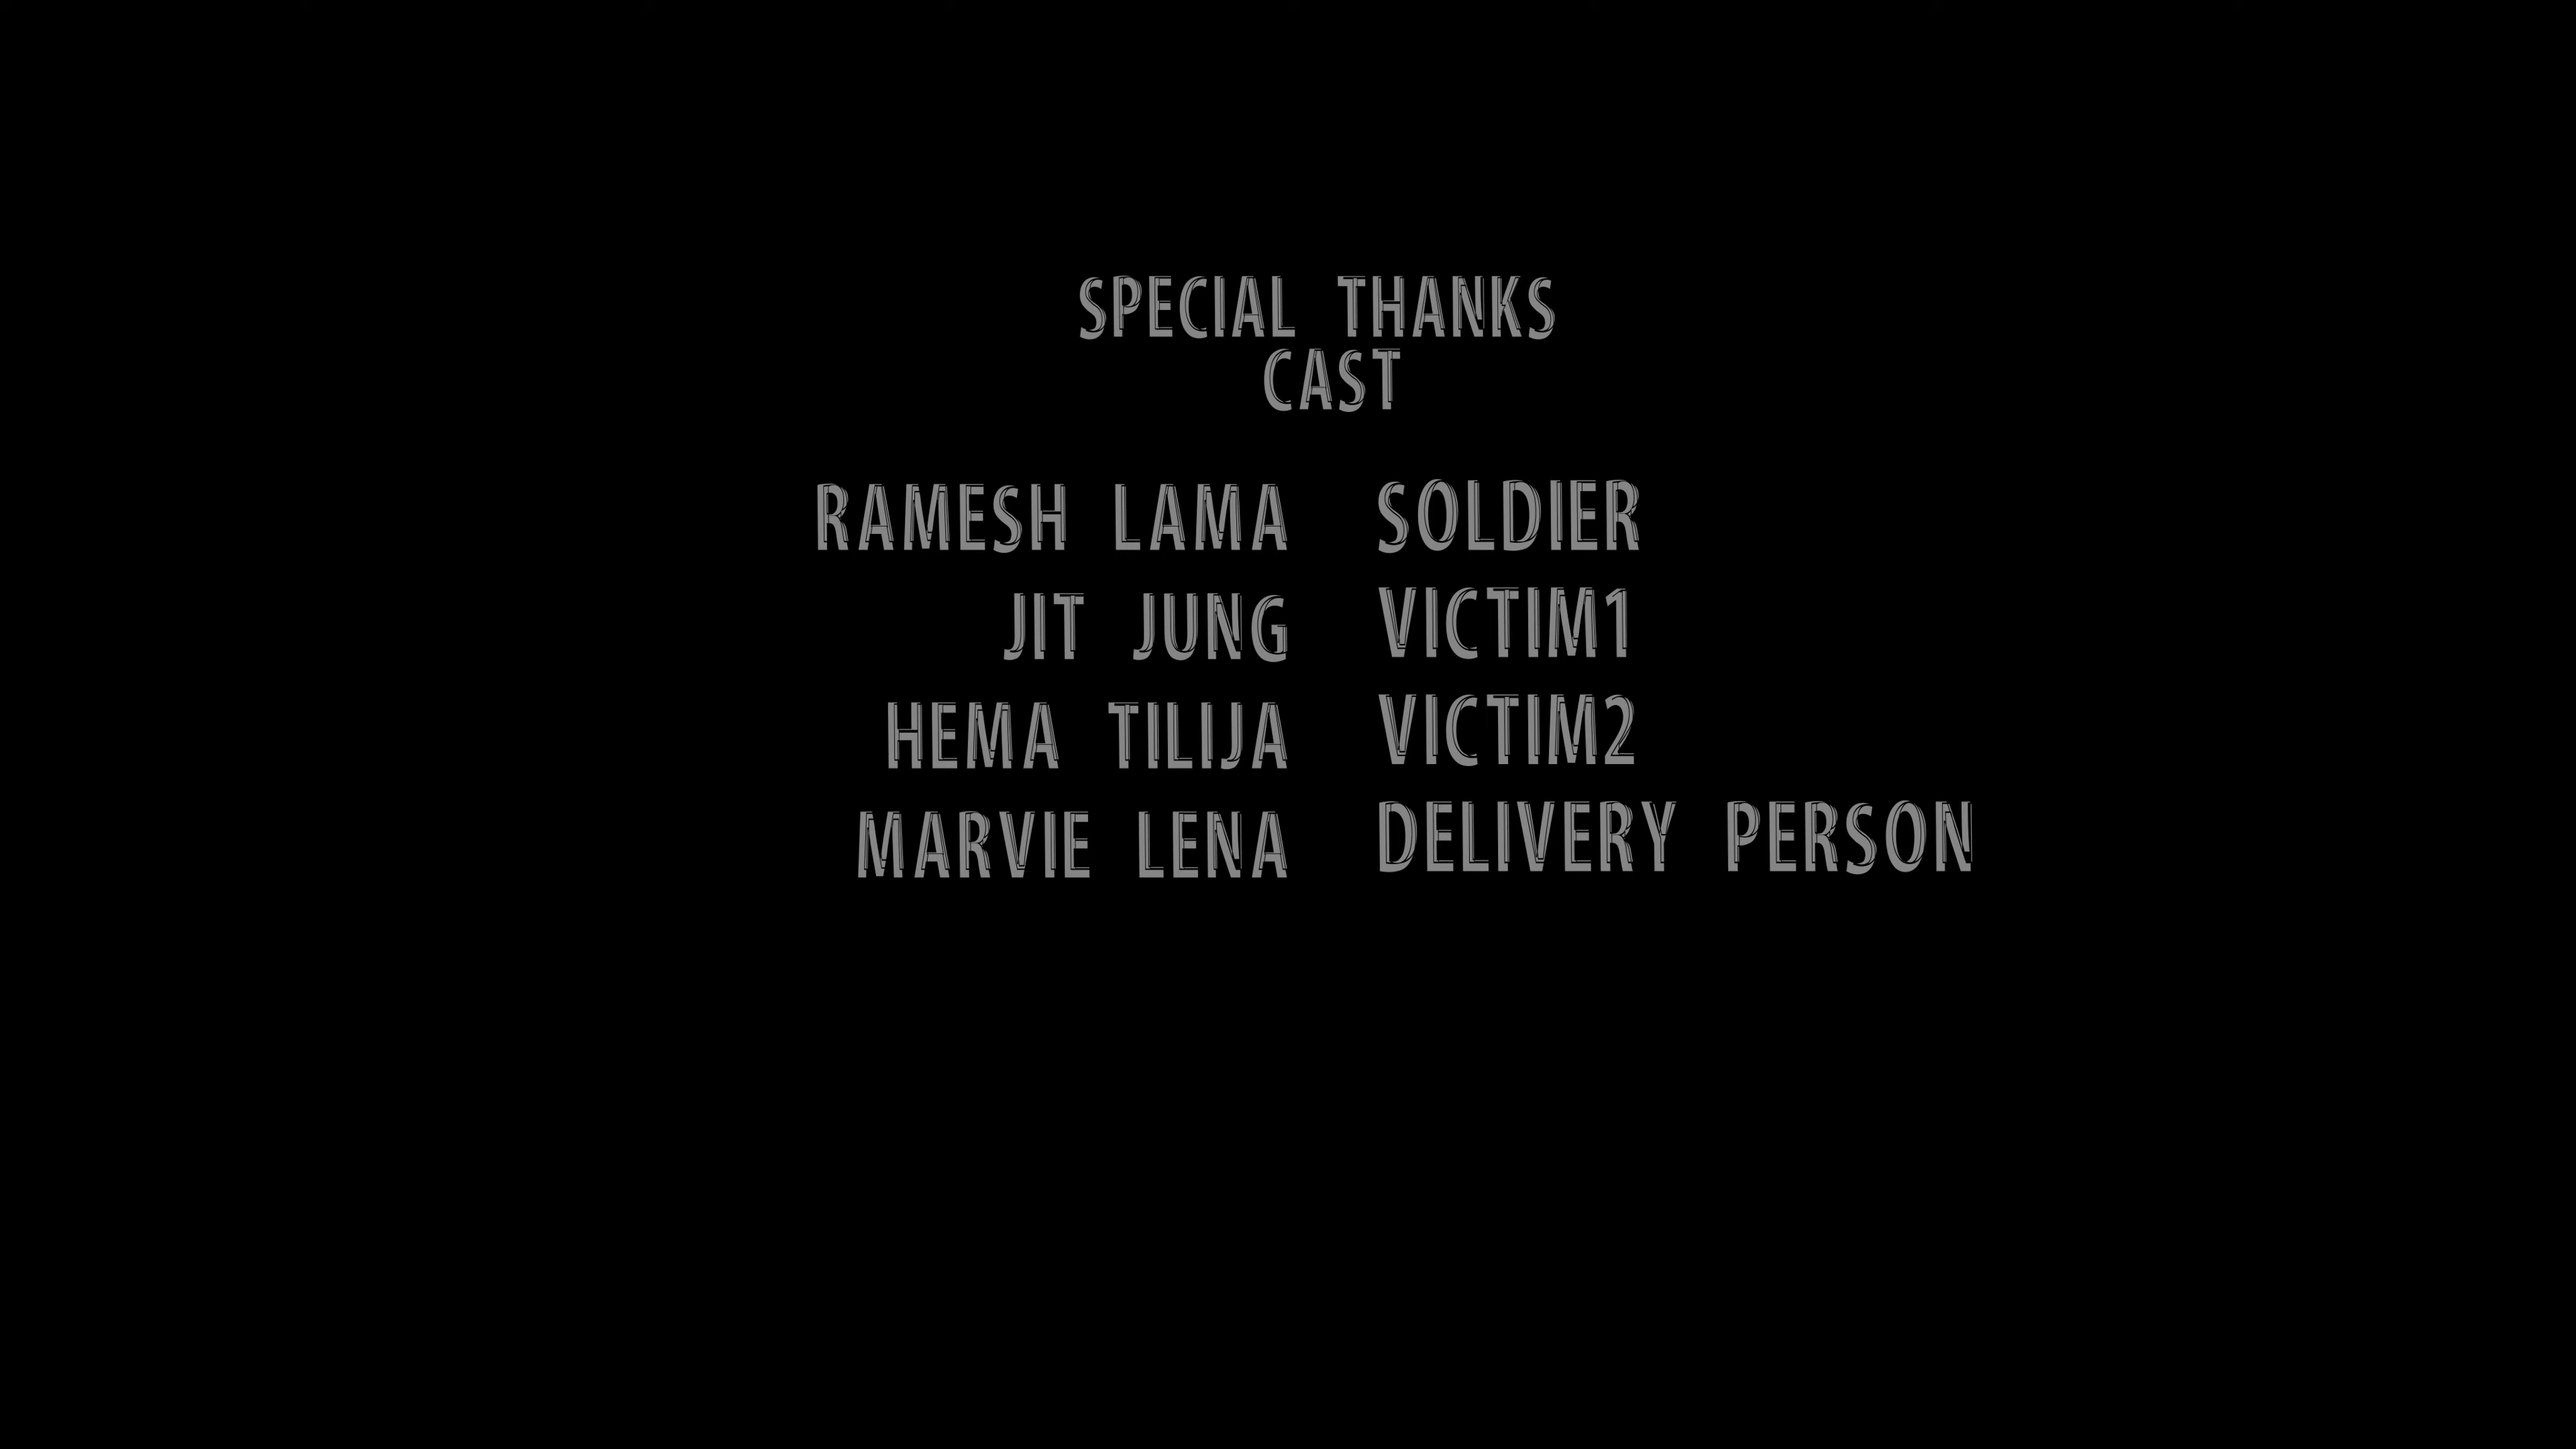 SPECIAL THANKS
CAST
RAMESH LAMA SOLDIER
JIT JUNG VICTIM1
HEMA TILIJA VICTIM2
MARVIE LENA DELIVERY PERSON